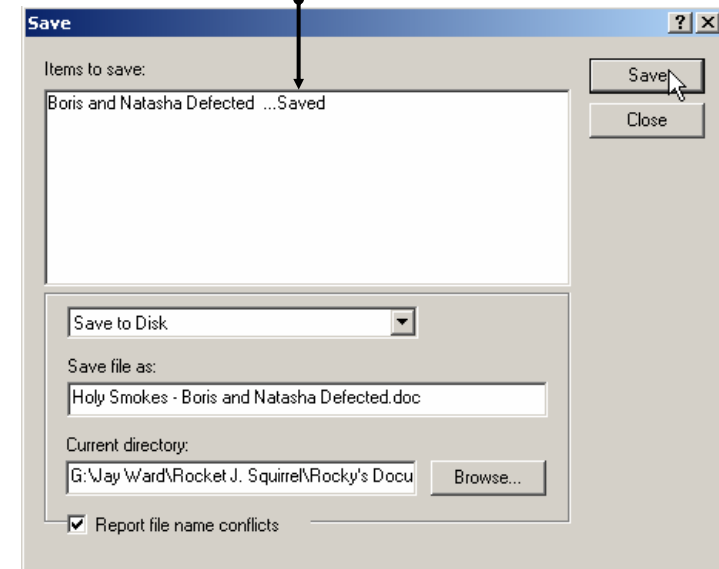 Save
Items to save:
Save
Boris and Natasha Defected ...Saved
Close
Save to Disk
Save file as:
Holy Smokes - Boris and Natasha Defected.doc
Current directory:
G:\Jay Ward\Rocket J. Squirrel\Rocky's Docu
Browse...
Report file name conflicts